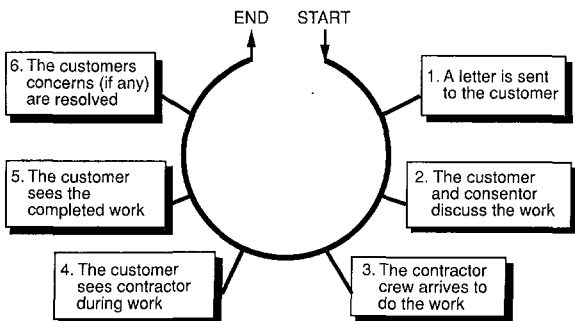 END START
1. A letter is sent
to the customer
2. The customer
and consentor
discuss the work
3. The contractor
crew arrives to
do the work
4. The customer
sees contractor
during work
5. The customer
sees the
completed work
6. The customers
concerns (if any)
are resolved